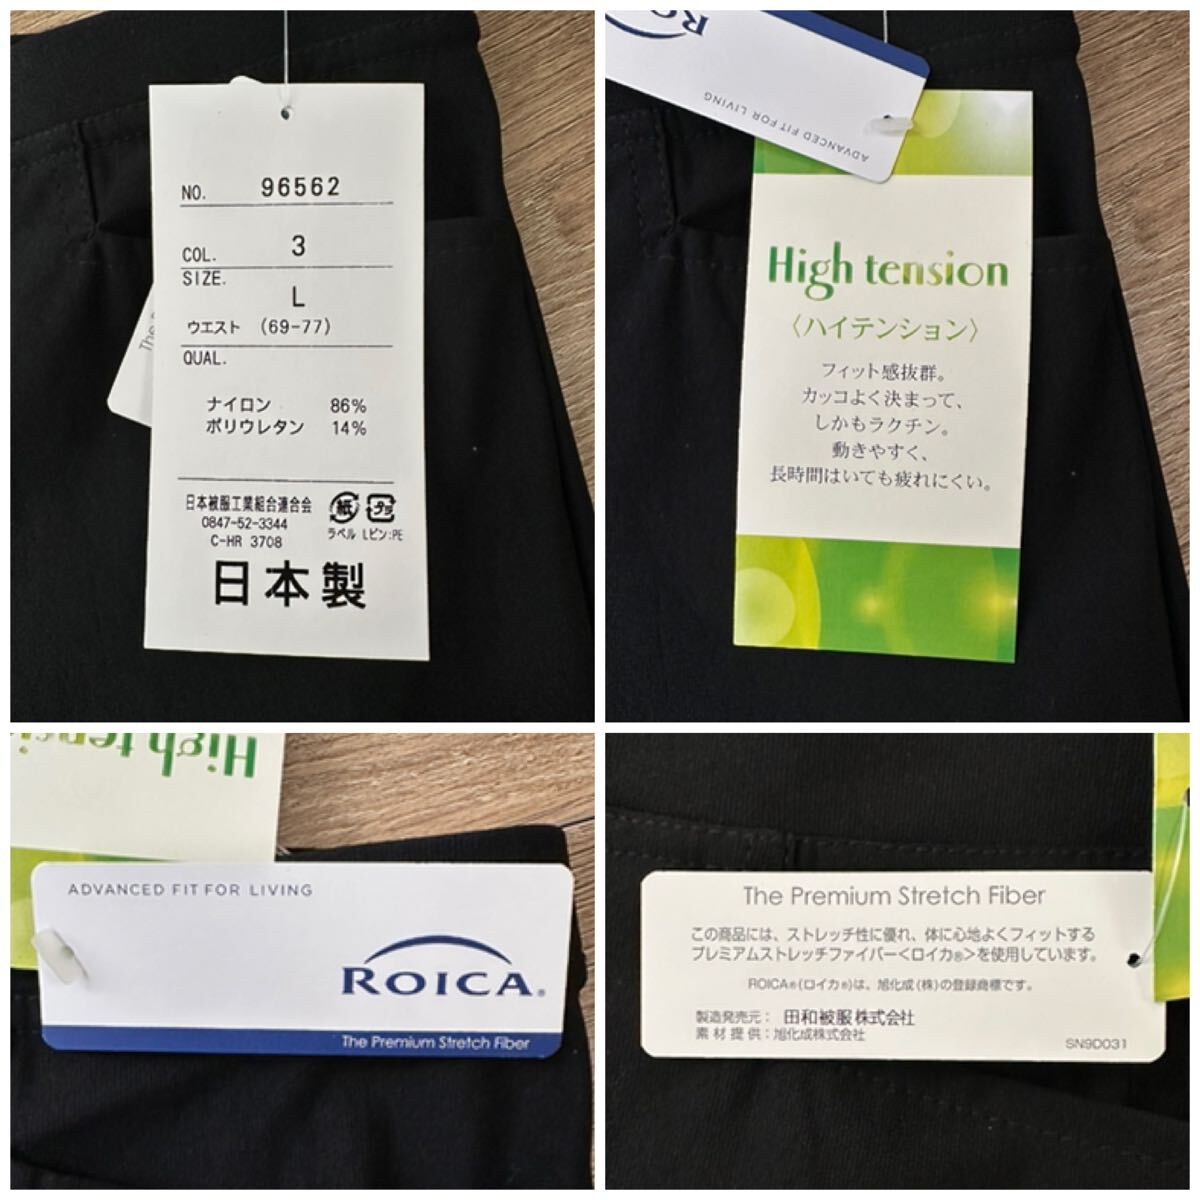 The
NO. 96562
COL. 3
SIZE.
L
ウエスト (69-77)
QUAL.
ナイロン 86%
ポリウレタン 14%
日本被服工業組合連合会
0847-52-3344
C-HR 3708
紙 プラ
ラベル Lピン:PE
日本製
ROICA
ADVANCED FIT FOR LIVING
High tension
〈ハイテンション〉
フィット感抜群。
カッコよく決まって、
しかもラクチン。
動きやすく、
長時間はいても疲れにくい。
High tensi
ADVANCED FIT FOR LIVING
ROICA®
The Premium Stretch Fiber
The Premium Stretch Fiber
この商品には、ストレッチ性に優れ、体に心地よくフィットする
プレミアムストレッチファイバー<ロイカ®>を使用しています。
ROICA®(ロイカ®)は、旭化成(株)の登録商標です。
製造発売元: 田和被服株式会社
素材提供:旭化成株式会社
SN9D031